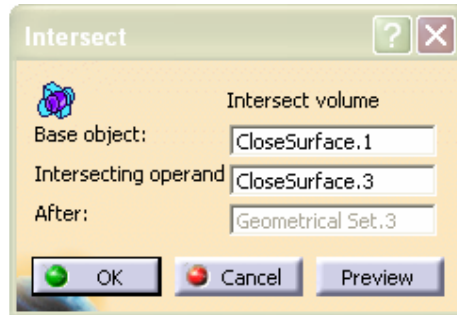 Intersect
Intersect volume
Base object: CloseSurface.1
Intersecting operand CloseSurface.3
After: Geometrical Set.3
OK Cancel Preview